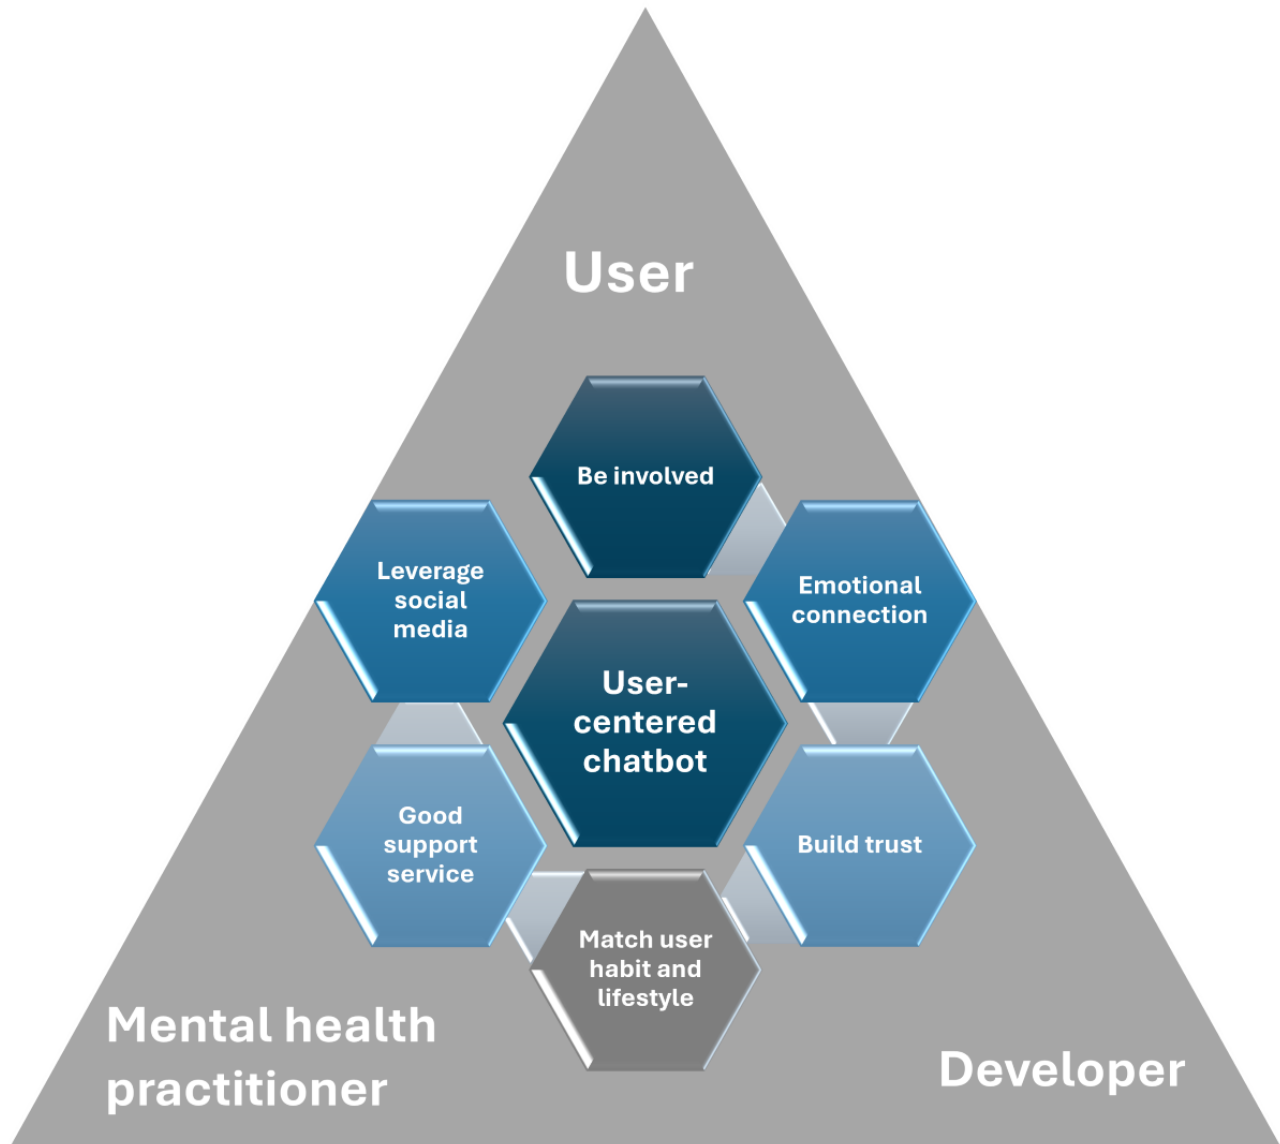 User
Be involved
Leverage
social
media
Emotional
connection
User-
centered
chatbot
Good
support
service
Build trust
Match user
habit and
lifestyle
Mental health
practitioner
Developer